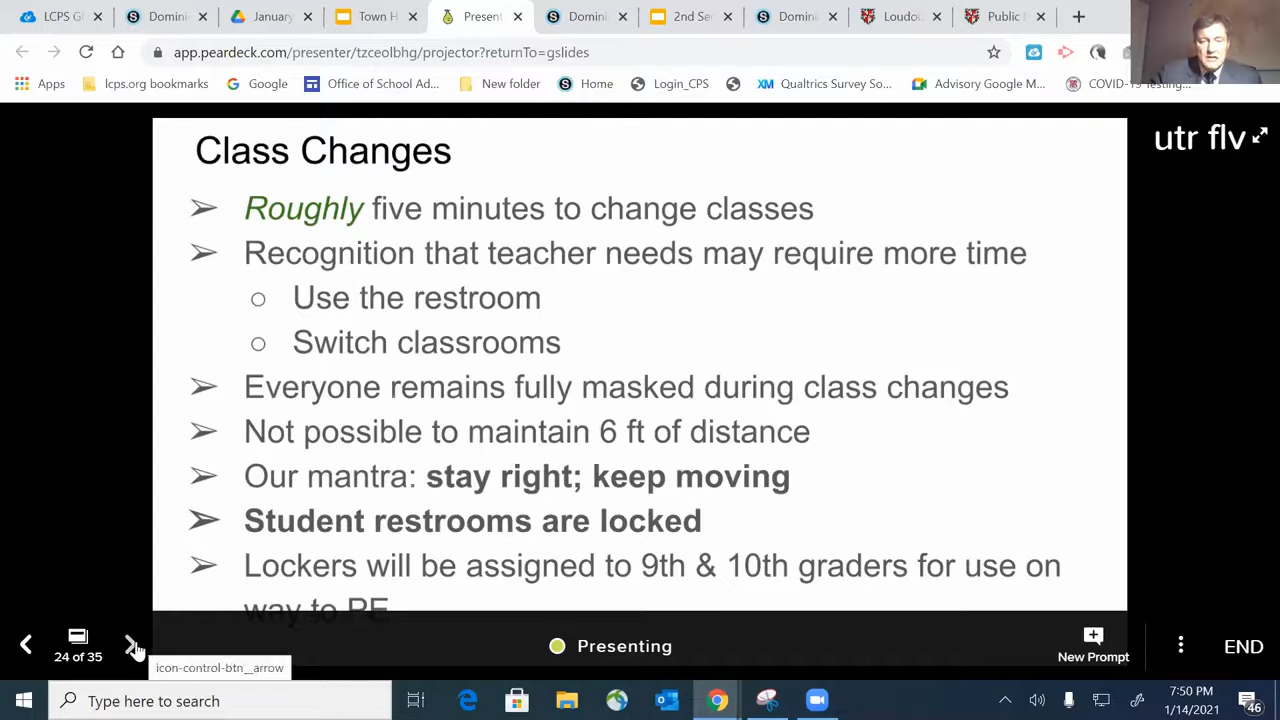 LCPS G
Domini
January
Town H
Present
Domin
2nd Se
Domin
Loudou
Public
app.peardeck.com/presenter/tzceolbhg/projector?returnTo=gslides
Apps
lcps.org bookmarks
Google
Office of School Ad...
New folder
Home
Login_CPS
Qualtrics Survey So...
Advisory Google M...
COVID-19 Testing...
utr flv
Class Changes
➢ Roughly five minutes to change classes
➢ Recognition that teacher needs may require more time
○ Use the restroom
○ Switch classrooms
➢ Everyone remains fully masked during class changes
➢ Not possible to maintain 6 ft of distance
➢ Our mantra: stay right; keep moving
➢ Student restrooms are locked
➢ Lockers will be assigned to 9th & 10th graders for use on
way to PE
24 of 35
icon-control-btn__arrow
Presenting
New Prompt
END
Type here to search
7:50 PM
1/14/2021
46